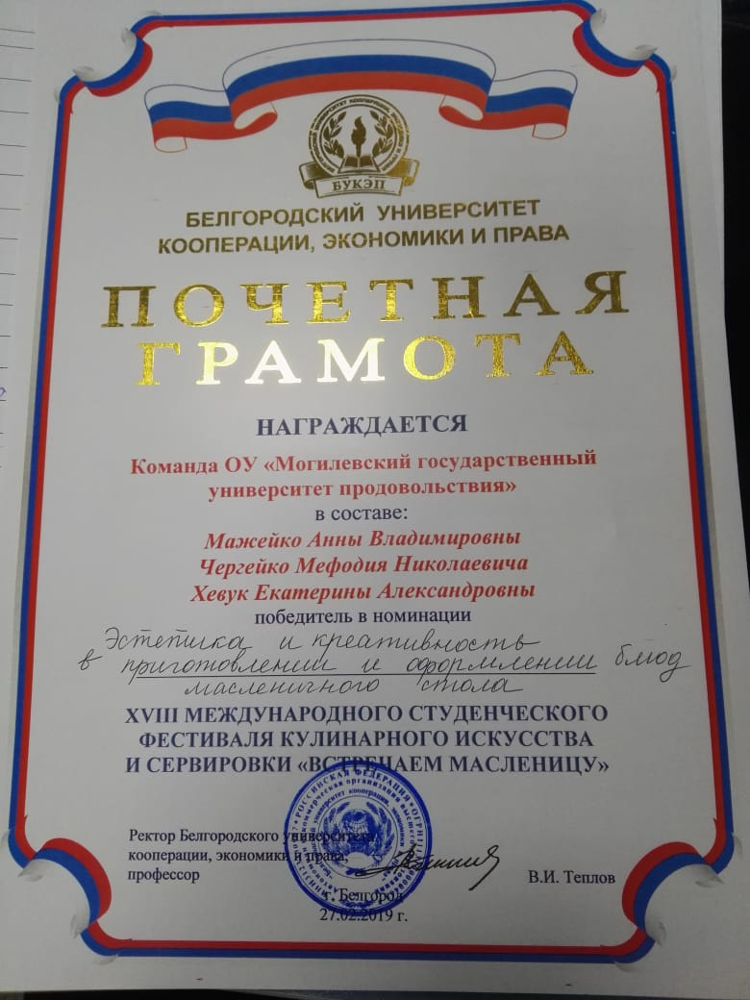 БУКЭП
БЕЛГОРОДСКИЙ УНИВЕРСИТЕТ
КООПЕРАЦИИ, ЭКОНОМИКИ И ПРАВА
ПОЧЕТНАЯ
ГРАМОТА
НАГРАЖДАЕТСЯ
Команда ОУ «Могилевский государственный
университет продовольствия»
в составе:
Мажейко Анны Владимировны
Чергейко Мефодия Николаевича
Хевук Екатерины Александровны
победитель в номинации
Эстетика и креативность
в приготовлении и оформлении блюд
масленичного стола
XVIII МЕЖДУНАРОДНОГО СТУДЕНЧЕСКОГО
ФЕСТИВАЛЯ КУЛИНАРНОГО ИСКУССТВА
И СЕРВИРОВКИ «ВСТРЕЧАЕМ МАСЛЕНИЦУ»
Ректор Белгородского университета
кооперации, экономики и права,
профессор
В.И. Теплов
г. Белгород
27.02.2019 г.
РОССИЙСКАЯ ФЕДЕРАЦИЯ